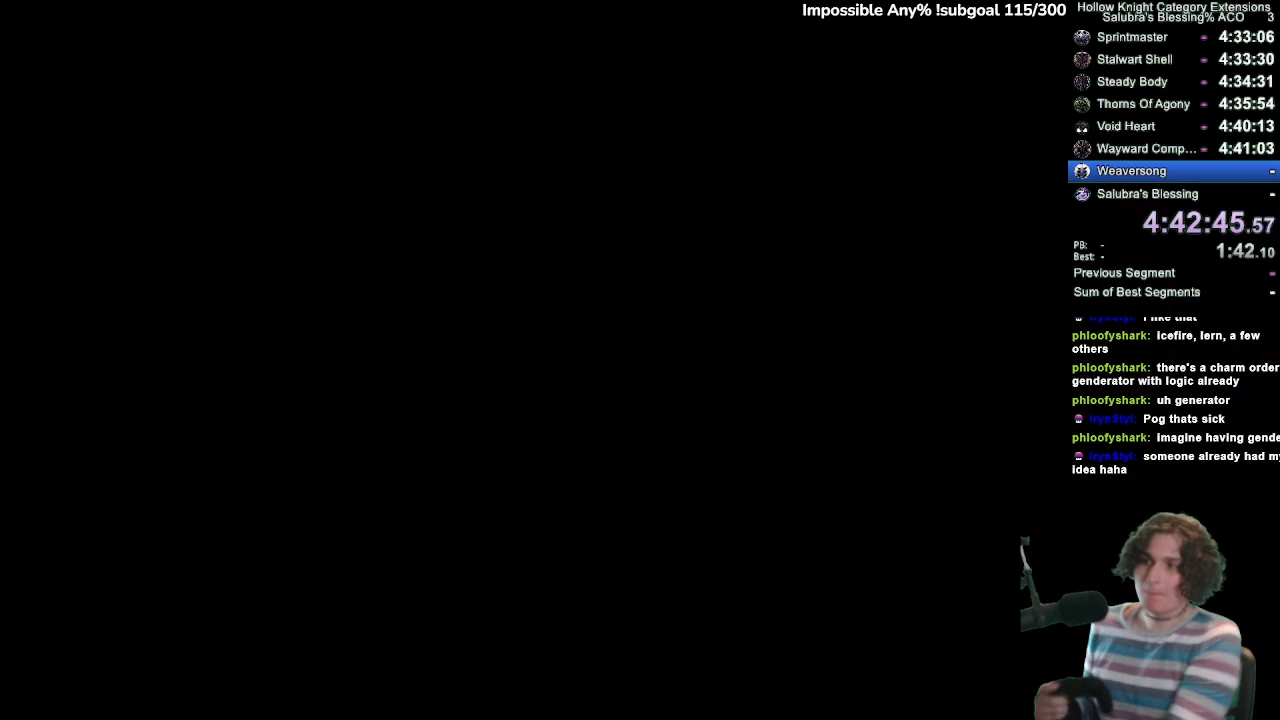 Impossible Any% !subgoal 115/300
Hollow Knight Category Extensions
Salubra's Blessing% ACO 3
Sprintmaster - 4:33:06
Stalwart Shell - 4:33:30
Steady Body - 4:34:31
Thorns Of Agony - 4:35:54
Void Heart - 4:40:13
Wayward Comp... - 4:41:03
Weaversong -
Salubra's Blessing -
4:42:45.57
PB: - 1:42.10
Best: -
Previous Segment -
Sum of Best Segments -
I like that
phloofyshark: icefire, lern, a few
others
phloofyshark: there's a charm order
genderator with logic already
phloofyshark: uh generator
Pog thats sick
phloofyshark: imagine having gende
someone already had my
idea haha